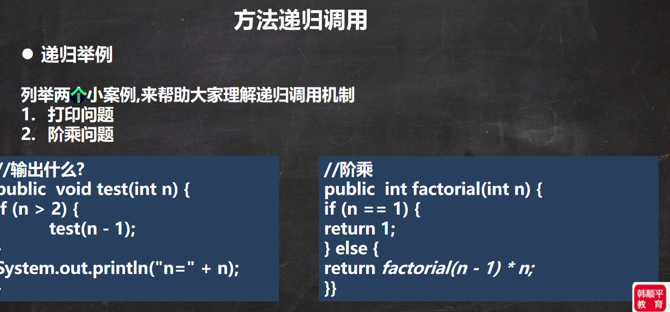 方法递归调用
● 递归举例
列举两个小案例,来帮助大家理解递归调用机制
1. 打印问题
2. 阶乘问题
//输出什么?
public void test(int n) {
if (n > 2) {
test(n - 1);
}
System.out.println("n=" + n);
}
//阶乘
public int factorial(int n) {
if (n == 1) {
return 1;
} else {
return factorial(n - 1) * n;
}}
韩顺平
教育